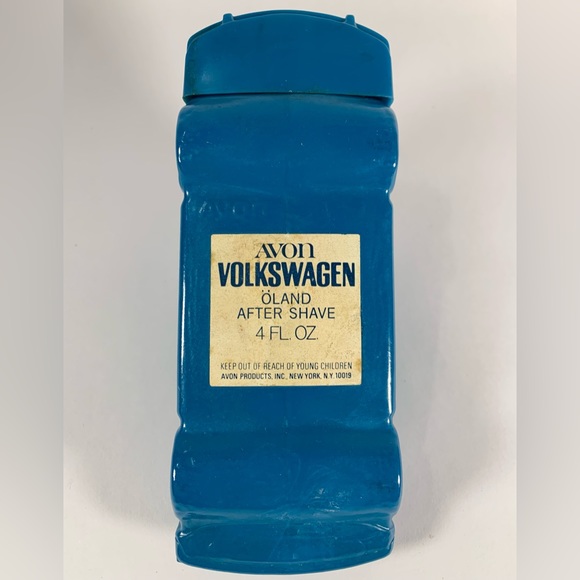 AVON
VOLKSWAGEN
ÖLAND
AFTER SHAVE
4 FL. OZ.
KEEP OUT OF REACH OF YOUNG CHILDREN
AVON PRODUCTS, INC., NEW YORK, N.Y. 10019